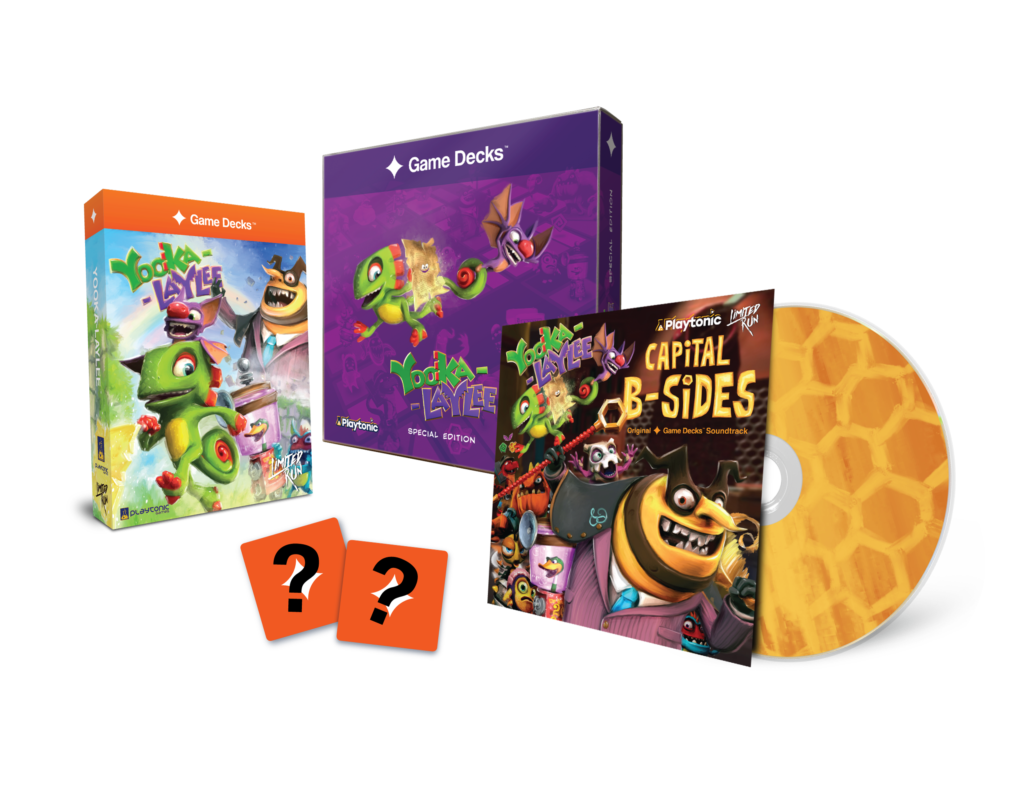 Game Decks™
YOOKA-LAYLEE
YOOKA-
-LAYLEE
LIMITED
RUN
playtonic
Game Decks™
SPECIAL EDITION
YOOKA-
-LAYLEE
Playtonic
SPECIAL EDITION
Playtonic
LIMITED
RUN
YOOKA-
-LAYLEE
CAPITAL
B-SIDES
Original Game Decks™ Soundtrack
?
?